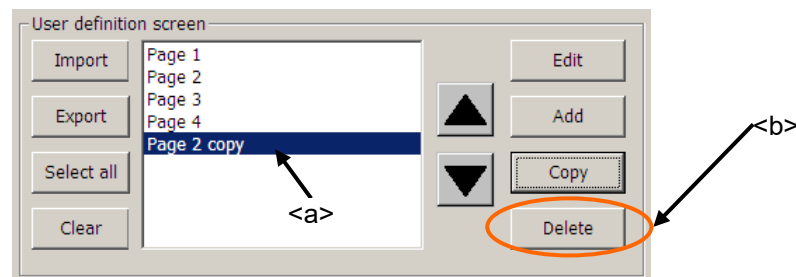 User definition screen
Import
Export
Select all
Clear
Page 1
Page 2
Page 3
Page 4
Page 2 copy
<a>
Edit
Add
Copy
Delete
<b>